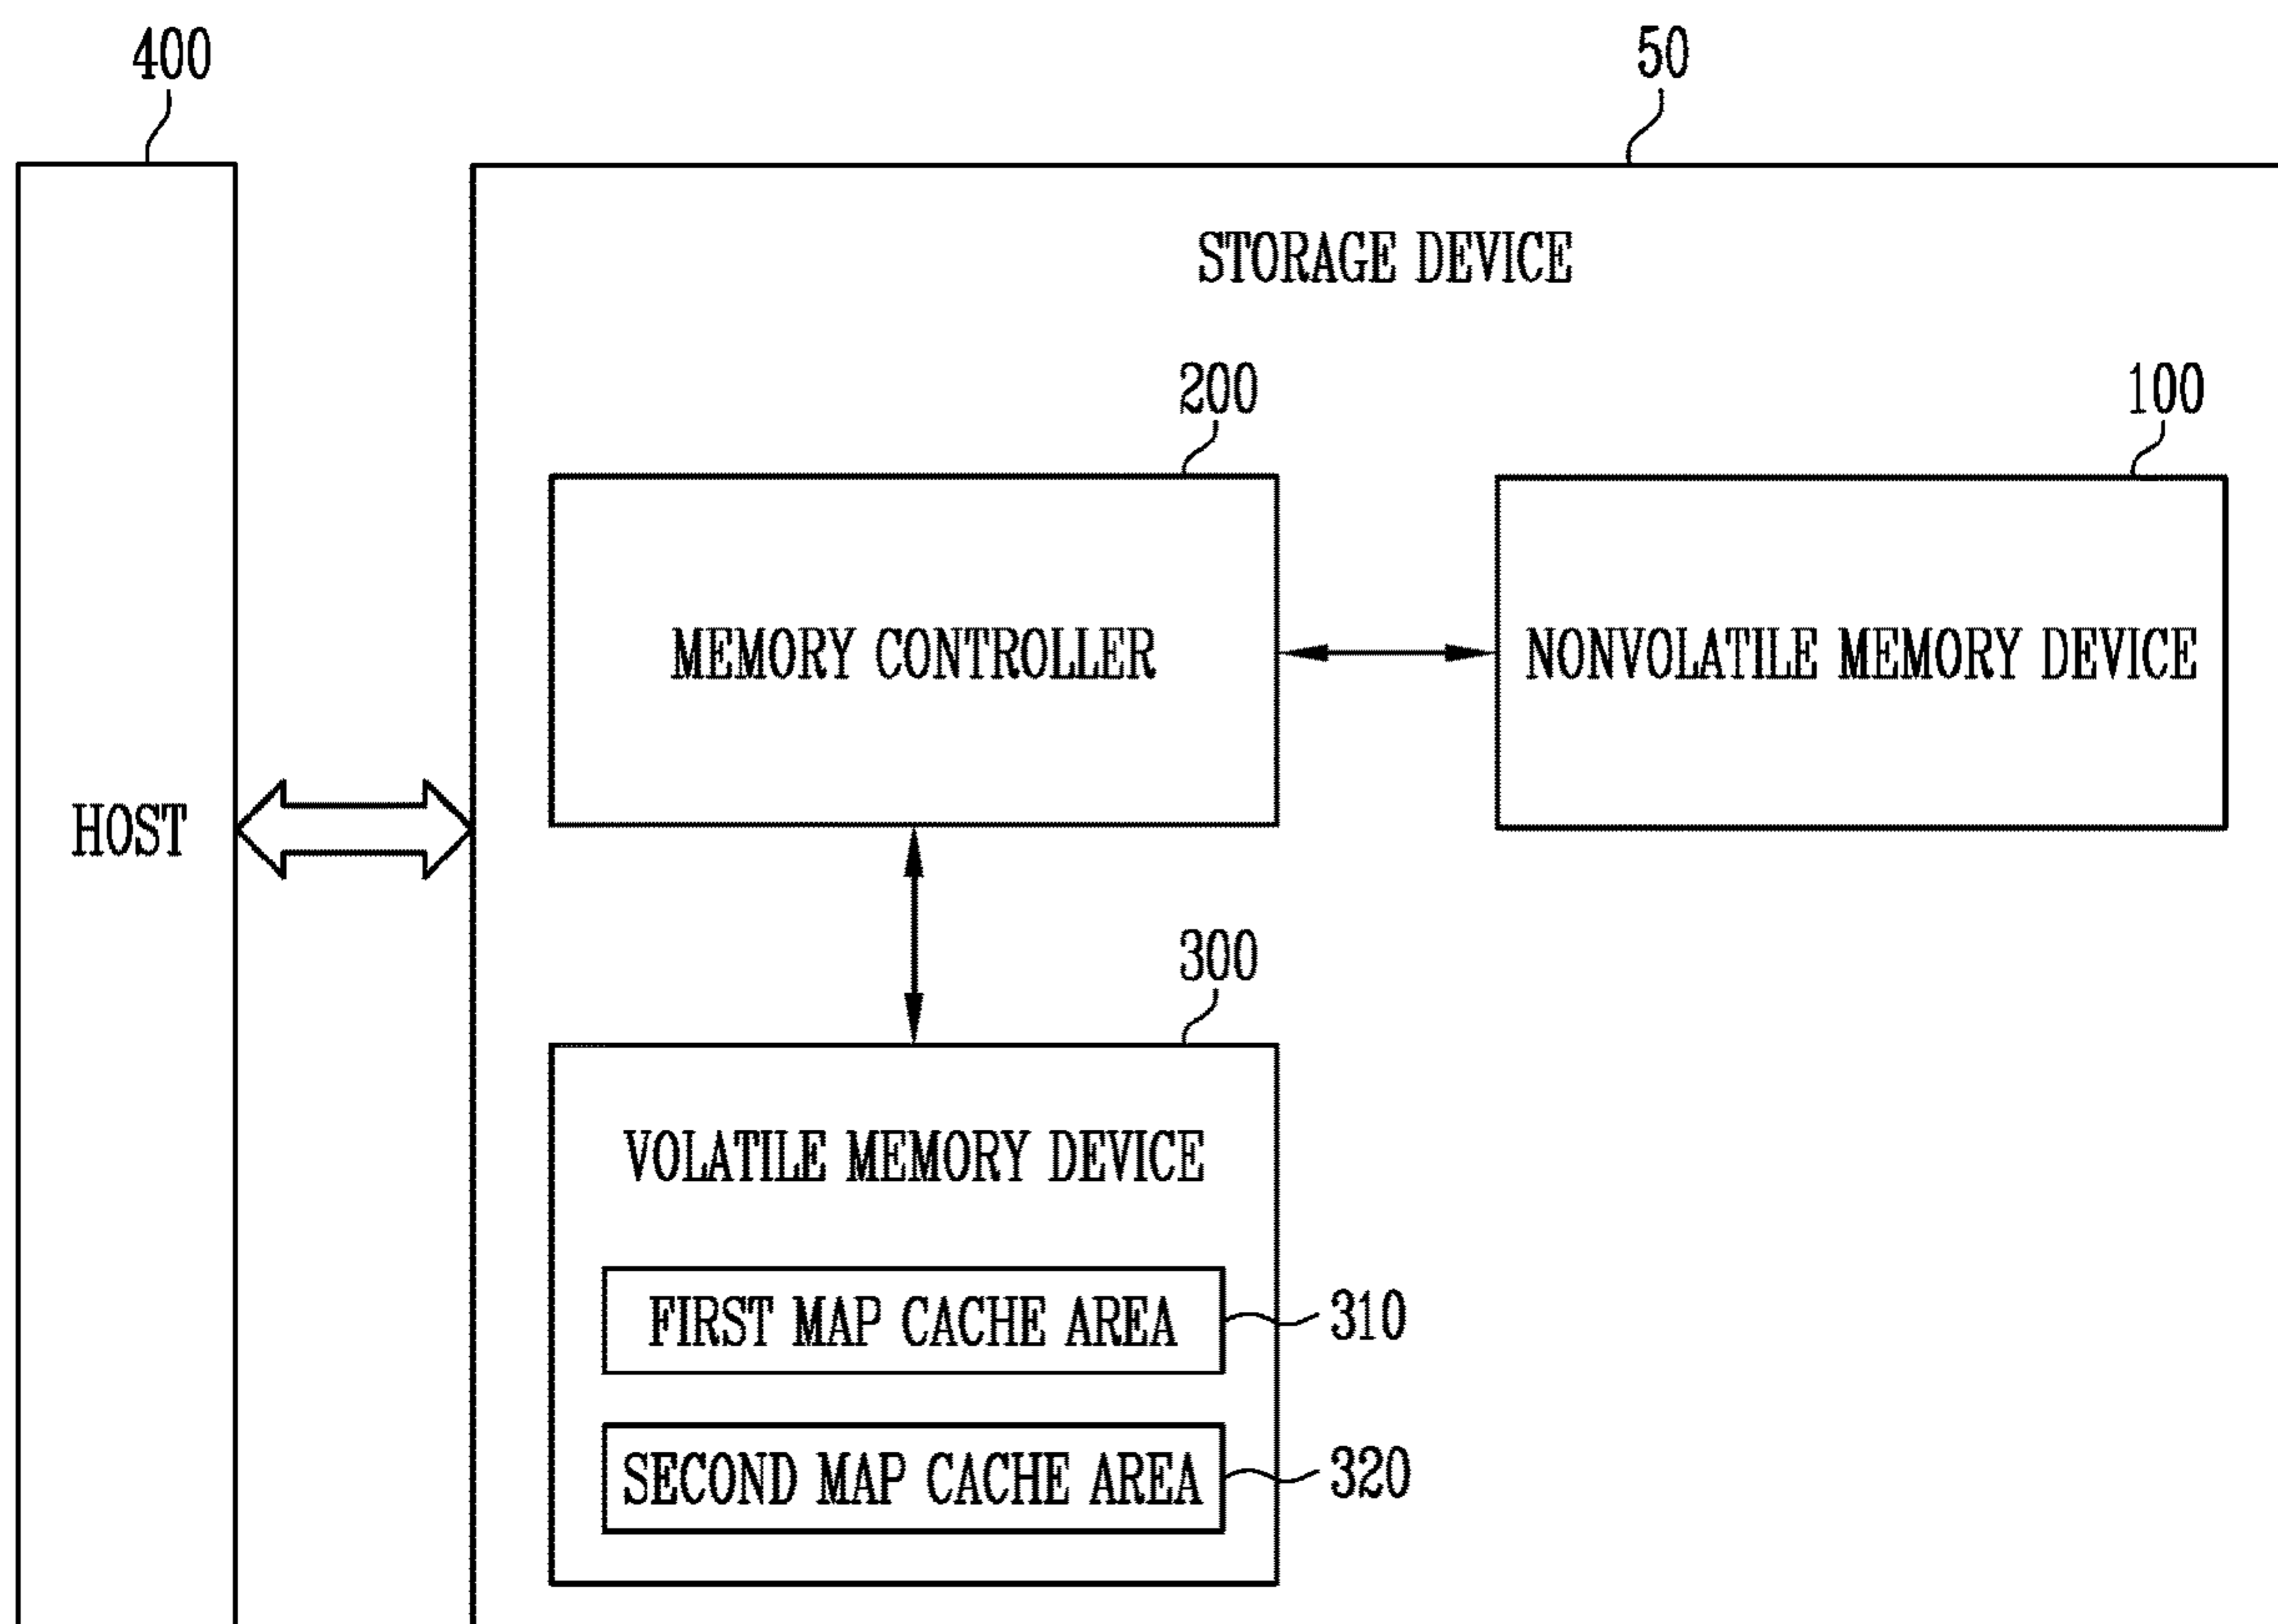 400
50
STORAGE DEVICE
200
100
MEMORY CONTROLLER
NONVOLATILE MEMORY DEVICE
HOST
300
VOLATILE MEMORY DEVICE
FIRST MAP CACHE AREA
310
SECOND MAP CACHE AREA
320